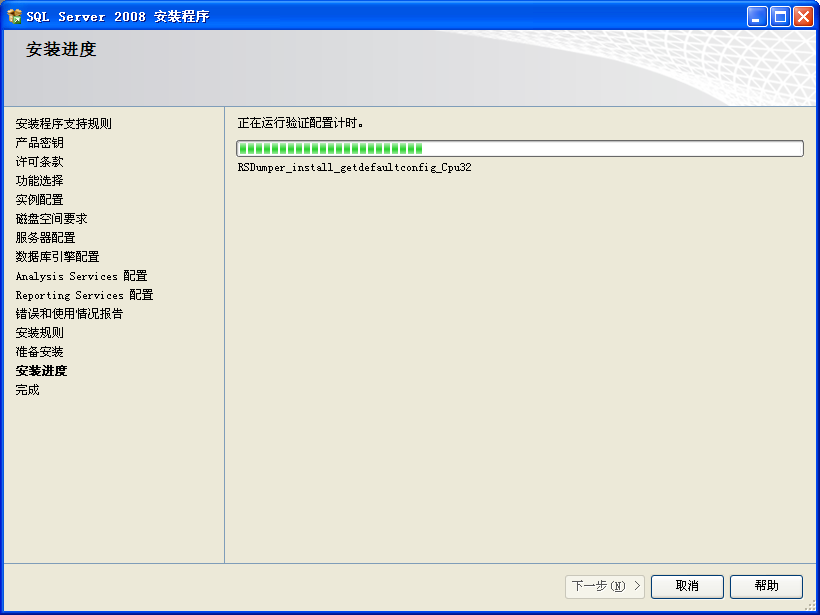 SQL Server 2008 安装程序
安装进度
安装程序支持规则
产品密钥
许可条款
功能选择
实例配置
磁盘空间要求
服务器配置
数据库引擎配置
Analysis Services 配置
Reporting Services 配置
错误和使用情况报告
安装规则
准备安装
安装进度
完成
正在运行验证配置计时。
RSDumper_install_getdefaultconfig_Cpu32
下一步(N) >
取消
帮助